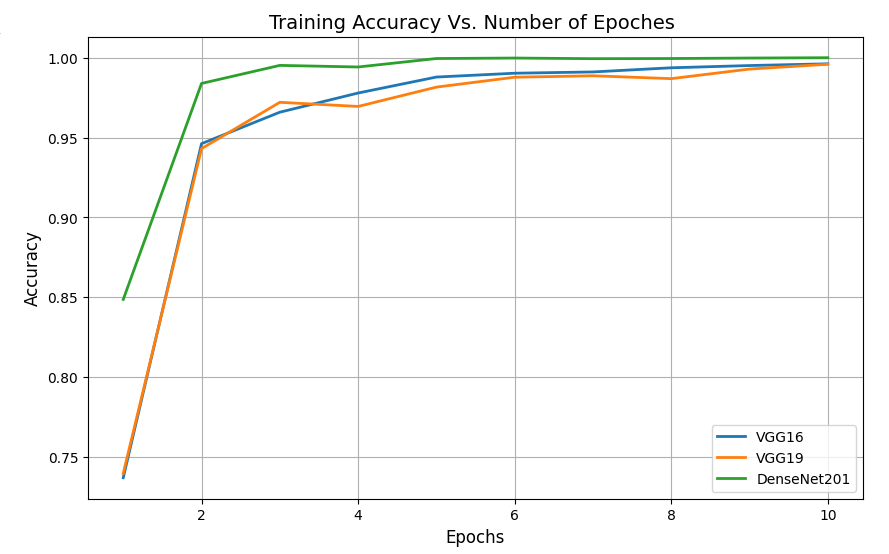 Training Accuracy Vs. Number of Epoches
1.00
0.95
0.90
0.85
0.80
0.75
Accuracy
2 4 6 8 10
Epochs
VGG16
VGG19
DenseNet201